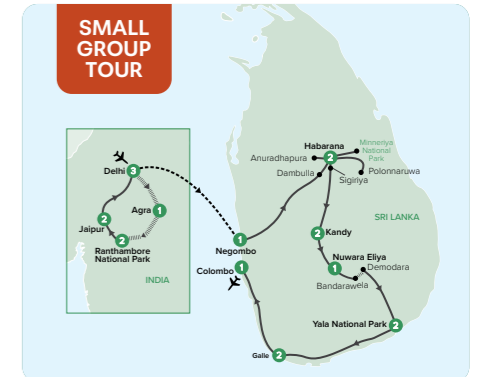 SMALL
GROUP
TOUR
Delhi
3
Agra
1
2
Jaipur
2
Ranthambore
National Park
INDIA
Habarana
2
Minneriya
National
Park
Anuradhapura
Dambulla
Sigiriya
Polonnaruwa
SRI LANKA
2
Kandy
1
Negombo
Colombo
1
Nuwara Eliya
1
Demodara
Bandarawela
Yala National Park
2
Galle
2